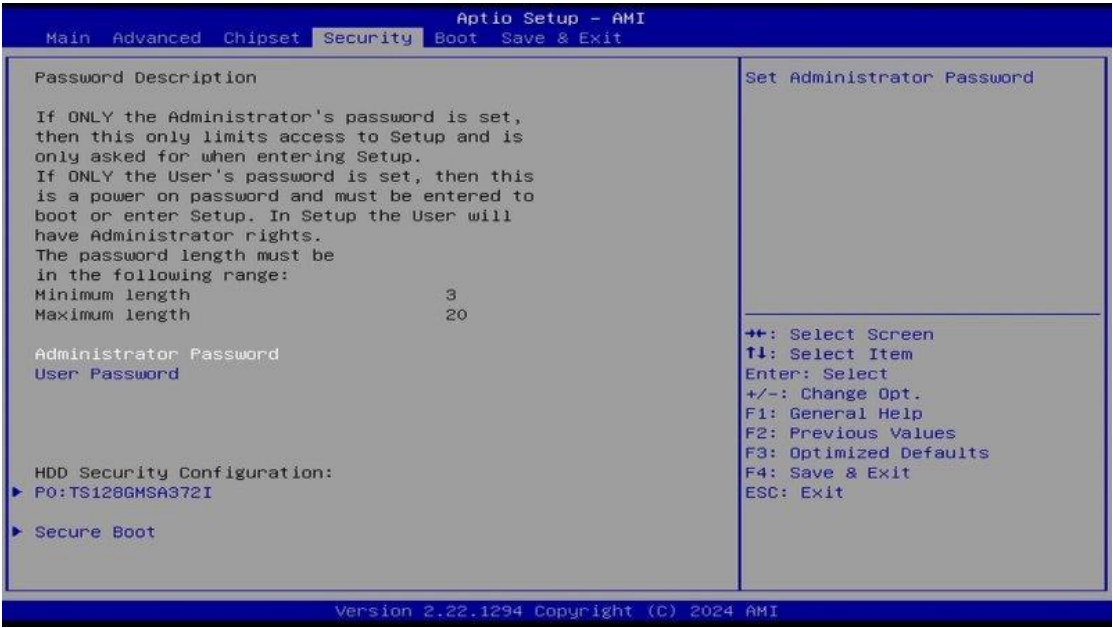 Aptio Setup - AMI
Main Advanced Chipset Security Boot Save & Exit
Password Description
If ONLY the Administrator's password is set,
then this only limits access to Setup and is
only asked for when entering Setup.
If ONLY the User's password is set, then this
is a power on password and must be entered to
boot or enter Setup. In Setup the User will
have Administrator rights.
The password length must be
in the following range:
Minimum length 3
Maximum length 20
Administrator Password
User Password
HDD Security Configuration:
P0:TS128GMSA372I
Secure Boot
Set Administrator Password
→←: Select Screen
↑↓: Select Item
Enter: Select
+/-: Change Opt.
F1: General Help
F2: Previous Values
F3: Optimized Defaults
F4: Save & Exit
ESC: Exit
Version 2.22.1294 Copyright (C) 2024 AMI